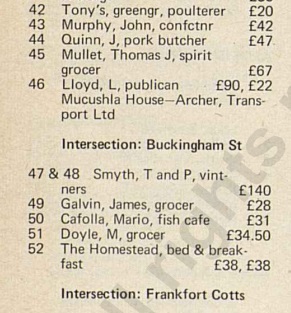 42 Tony's, greengr, poulterer £20
43 Murphy, John, confctnr £42
44 Quinn, J, pork butcher £47
45 Mullet, Thomas J, spirit
grocer £67
46 Lloyd, L, publican £90, £22
Mucushla House—Archer, Trans-
port Ltd
Intersection: Buckingham St
47 & 48 Smyth, T and P, vint-
ners £140
49 Galvin, James, grocer £28
50 Cafolla, Mario, fish cafe £31
51 Doyle, M, grocer £34.50
52 The Homestead, bed & break-
fast £38, £38
Intersection: Frankfort Cotts